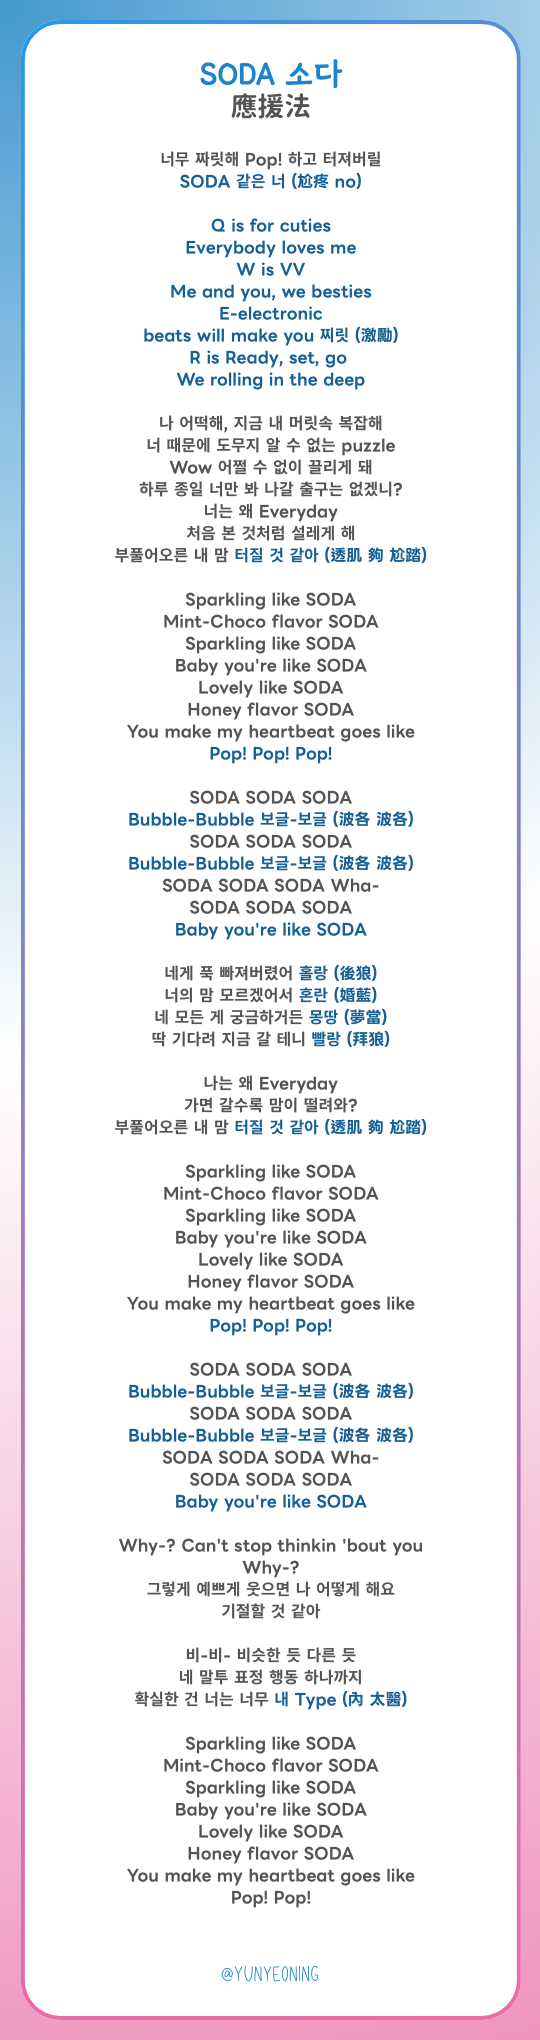 SODA 소다
應援法
너무 짜릿해 Pop! 하고 터져버릴
SODA 같은 너 (尬疼 no)
Q is for cuties
Everybody loves me
W is VV
Me and you, we besties
E-electronic
beats will make you 찌릿 (激勵)
R is Ready, set, go
We rolling in the deep
나 어떡해, 지금 내 머릿속 복잡해
너 때문에 도무지 알 수 없는 puzzle
Wow 어쩔 수 없이 끌리게 돼
하루 종일 너만 봐 나갈 출구는 없겠니?
너는 왜 Everyday
처음 본 것처럼 설레게 해
부풀어오른 내 맘 터질 것 같아 (透肌 夠 尬踏)
Sparkling like SODA
Mint-Choco flavor SODA
Sparkling like SODA
Baby you're like SODA
Lovely like SODA
Honey flavor SODA
You make my heartbeat goes like
Pop! Pop! Pop!
SODA SODA SODA
Bubble-Bubble 보글-보글 (波各 波各)
SODA SODA SODA
Bubble-Bubble 보글-보글 (波各 波各)
SODA SODA SODA Wha-
SODA SODA SODA
Baby you're like SODA
네게 푹 빠져버렸어 홀랑 (後狼)
너의 맘 모르겠어서 혼란 (婚藍)
네 모든 게 궁금하거든 몽땅 (夢當)
딱 기다려 지금 갈 테니 빨랑 (拜狼)
나는 왜 Everyday
가면 갈수록 맘이 떨려와?
부풀어오른 내 맘 터질 것 같아 (透肌 夠 尬踏)
Sparkling like SODA
Mint-Choco flavor SODA
Sparkling like SODA
Baby you're like SODA
Lovely like SODA
Honey flavor SODA
You make my heartbeat goes like
Pop! Pop! Pop!
SODA SODA SODA
Bubble-Bubble 보글-보글 (波各 波各)
SODA SODA SODA
Bubble-Bubble 보글-보글 (波各 波各)
SODA SODA SODA Wha-
SODA SODA SODA
Baby you're like SODA
Why-? Can't stop thinkin 'bout you
Why-?
그렇게 예쁘게 웃으면 나 어떻게 해요
기절할 것 같아
비-비- 비슷한 듯 다른 듯
네 말투 표정 행동 하나까지
확실한 건 너는 너무 내 Type (內 太醫)
Sparkling like SODA
Mint-Choco flavor SODA
Sparkling like SODA
Baby you're like SODA
Lovely like SODA
Honey flavor SODA
You make my heartbeat goes like
Pop! Pop!
@YUNYEONING